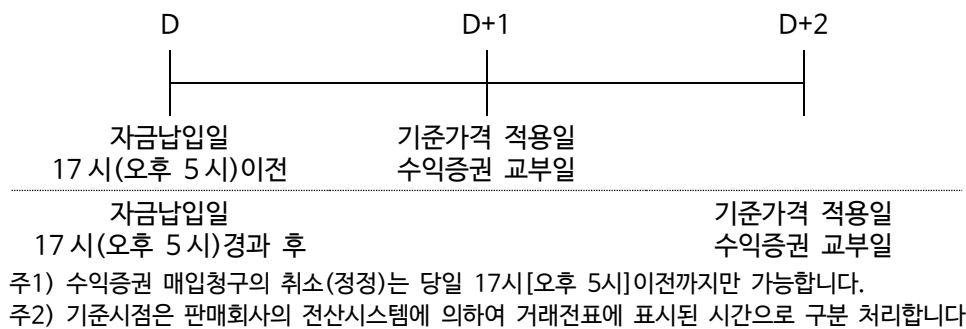 D D+1 D+2
자금납입일 기준가격 적용일
17 시(오후 5 시)이전 수익증권 교부일
자금납입일 기준가격 적용일
17 시(오후 5 시)경과 후 수익증권 교부일
주1) 수익증권 매입청구의 취소(정정)는 당일 17시[오후 5시]이전까지만 가능합니다.
주2) 기준시점은 판매회사의 전산시스템에 의하여 거래전표에 표시된 시간으로 구분 처리합니다